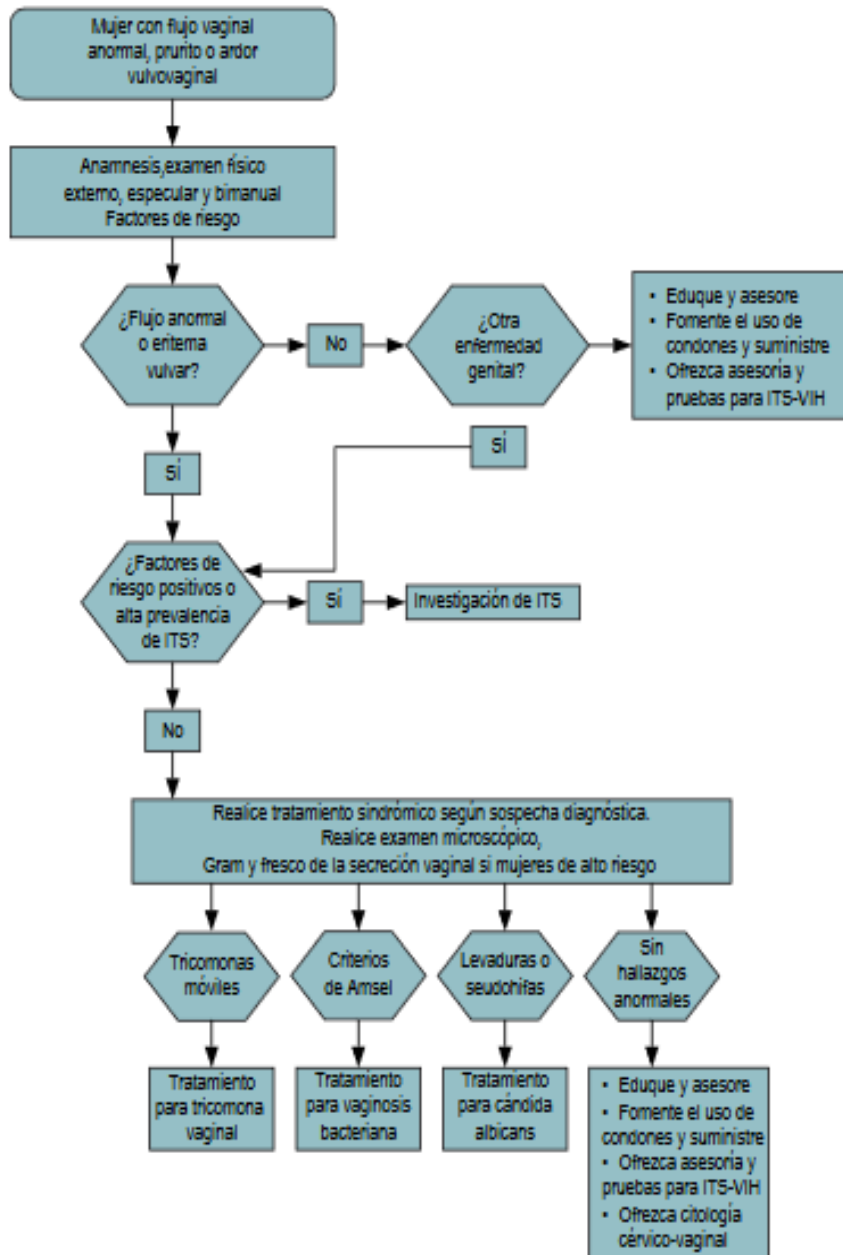 Mujer con flujo vaginal
anormal, prurito o ardor
vulvovaginal
Anamnesis,examen físico
externo, especular y bimanual
Factores de riesgo
¿Flujo anormal
o eritema
vulvar?
No
¿Otra
enfermedad
genital?
• Eduque y asesore
• Fomente el uso de
condones y suministre
• Ofrezca asesoría y
pruebas para ITS-VIH
SÍ
SÍ
¿Factores de
riesgo positivos o
alta prevalencia
de ITS?
SÍ
Investigación de ITS
No
Realice tratamiento sindrómico según sospecha diagnóstica.
Realice examen microscópico,
Gram y fresco de la secreción vaginal si mujeres de alto riesgo
Tricomonas
móviles
Criterios
de Amsel
Levaduras o
seudohifas
Sin
hallazgos
anormales
Tratamiento
para tricomona
vaginal
Tratamiento
para vaginosis
bacteriana
Tratamiento
para cándida
albicans
• Eduque y asesore
• Fomente el uso de
condones y suministre
• Ofrezca asesoría y
pruebas para ITS-VIH
• Ofrezca citología
cérvico-vaginal